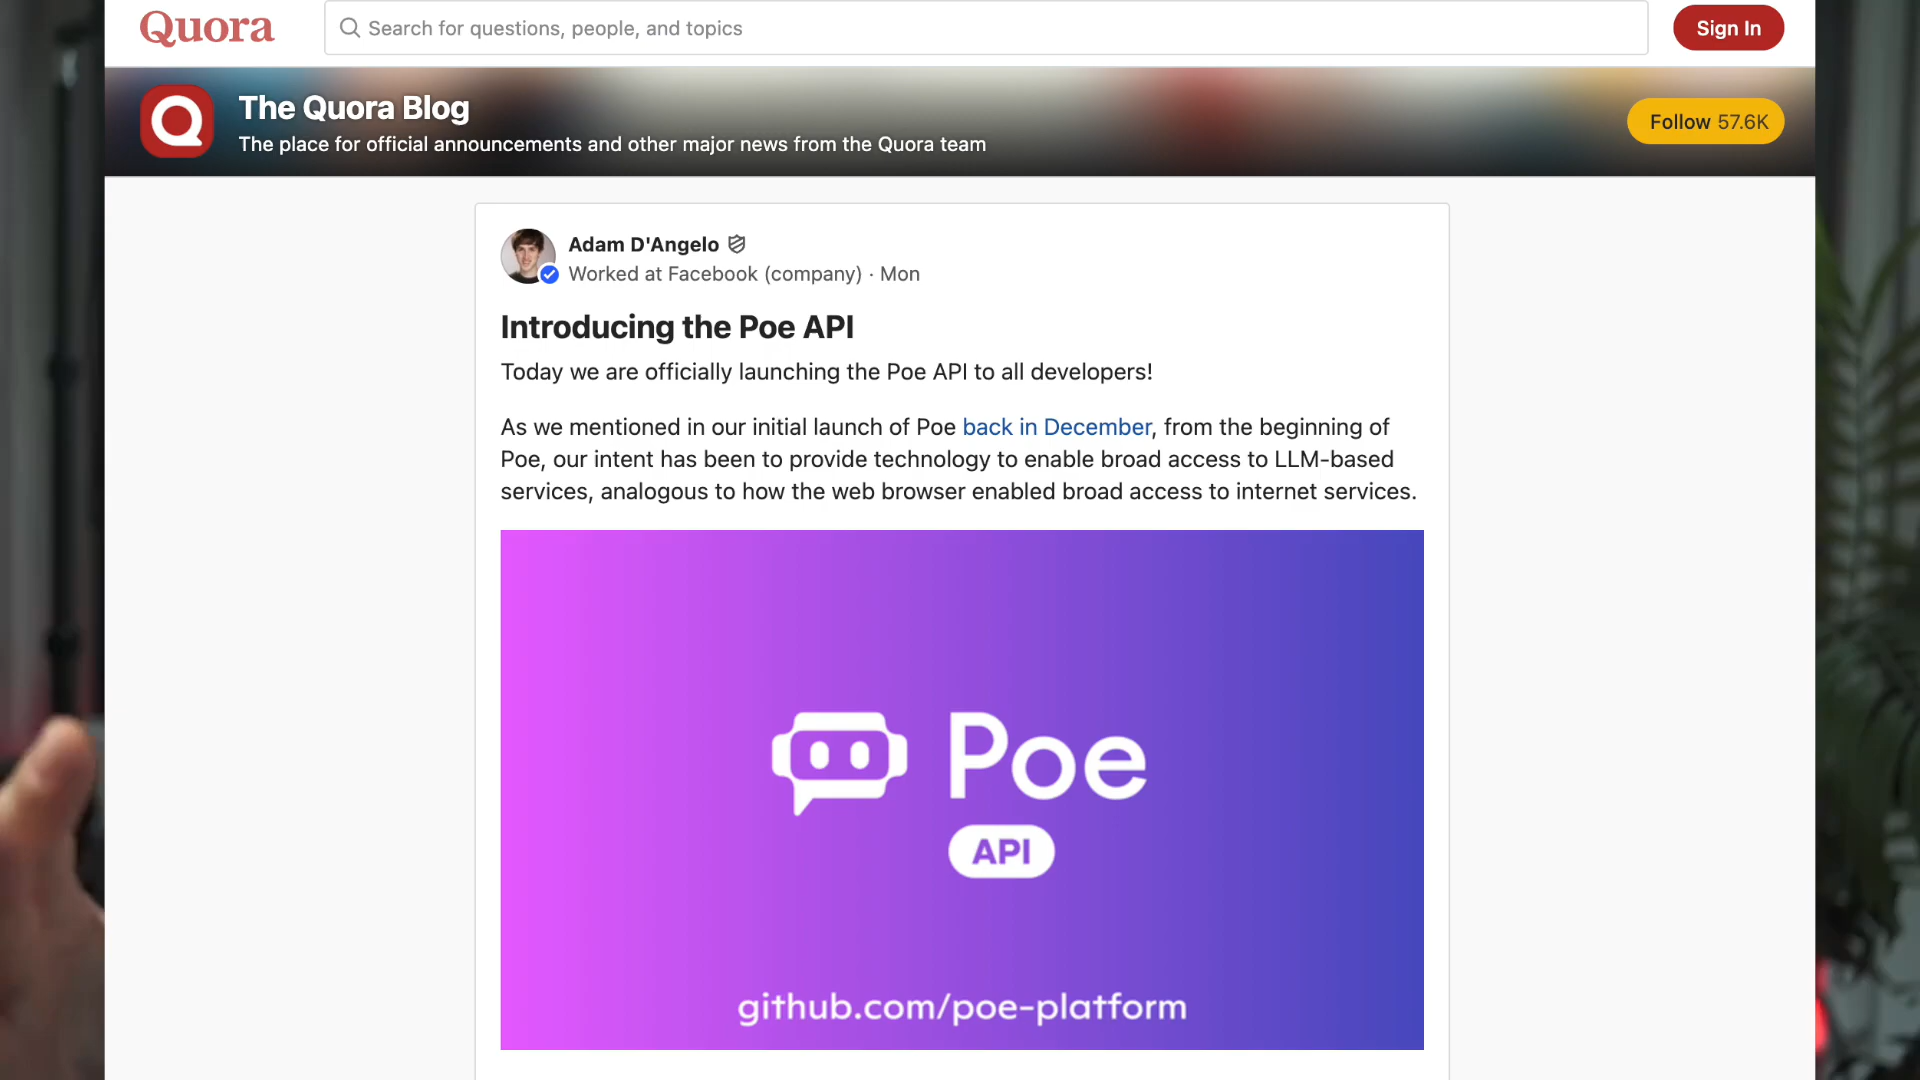 Quora
Search for questions, people, and topics
Sign In
The Quora Blog
The place for official announcements and other major news from the Quora team
Follow 57.6K
Adam D'Angelo
Worked at Facebook (company) · Mon
Introducing the Poe API
Today we are officially launching the Poe API to all developers!
As we mentioned in our initial launch of Poe back in December, from the beginning of
Poe, our intent has been to provide technology to enable broad access to LLM-based
services, analogous to how the web browser enabled broad access to internet services.
Poe
API
github.com/poe-platform